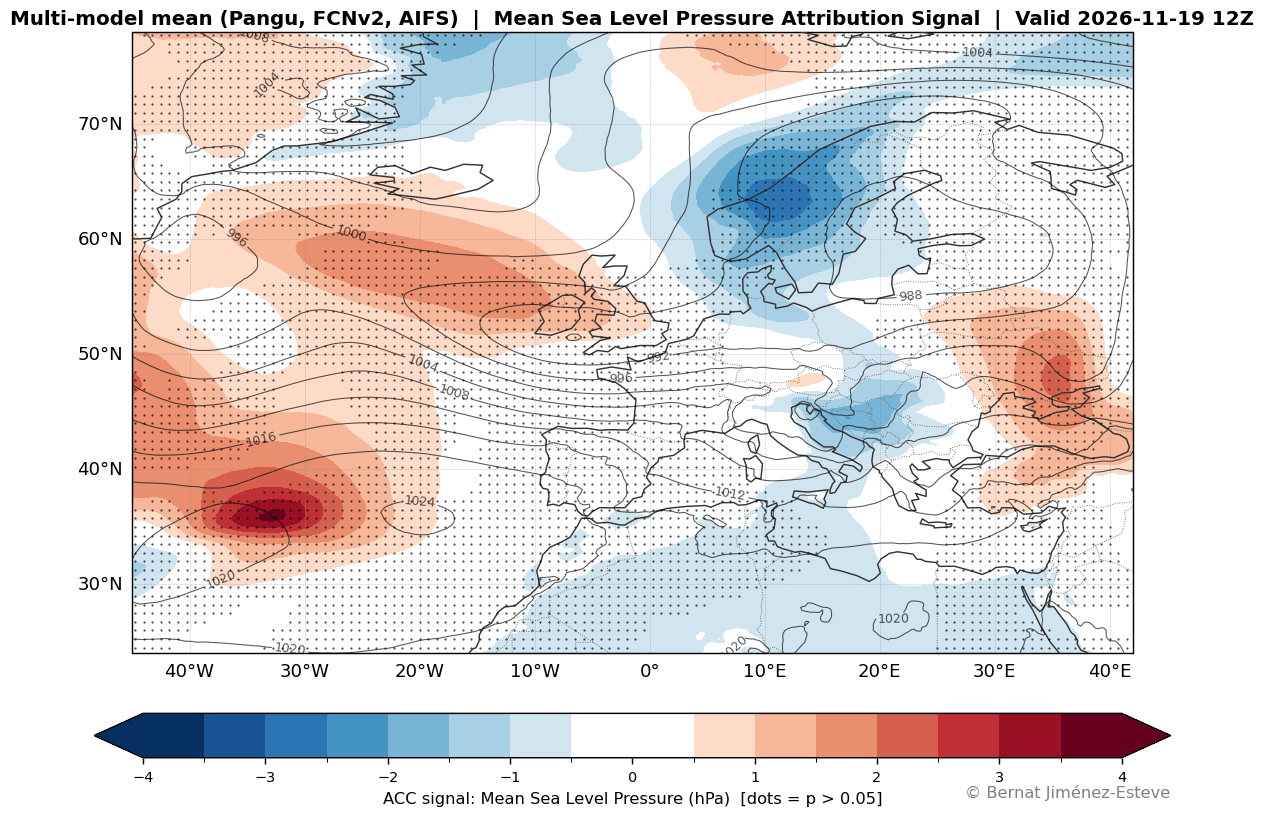 Multi-model mean (Pangu, FCNv2, AIFS)  |  Mean Sea Level Pressure Attribution Signal  |  Valid 2026-11-19 12Z
1008
1004
1004
0
70°N
60°N
996
1000
988
50°N
992
1004
996
1008
1016
40°N
1024
1012
1020
30°N
1020
1020
1020
40°W 30°W 20°W 10°W 0° 10°E 20°E 30°E 40°E
−4 −3 −2 −1 0 1 2 3 4
ACC signal: Mean Sea Level Pressure (hPa)  [dots = p > 0.05]
© Bernat Jiménez-Esteve